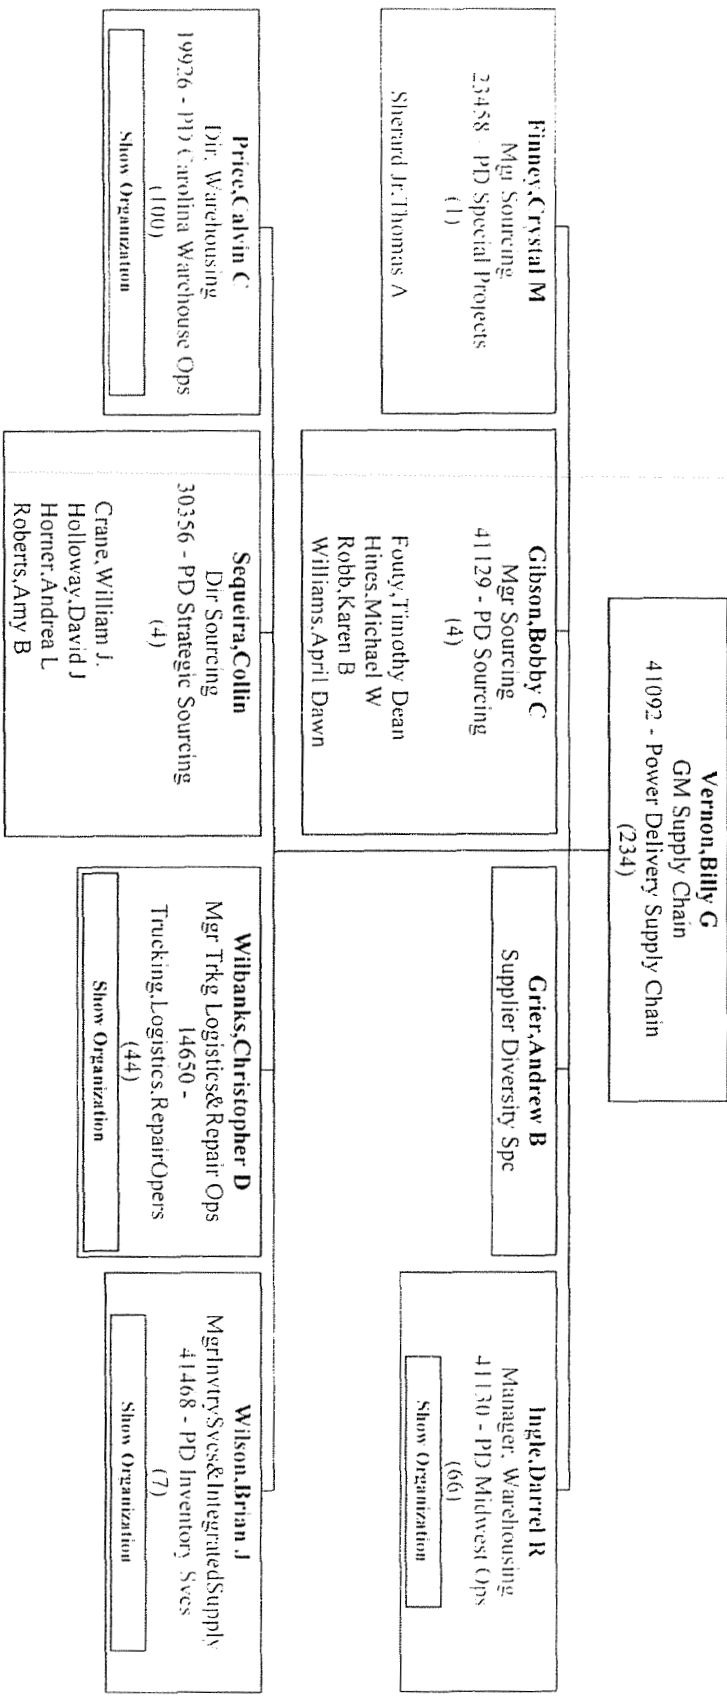 Vernon,Billy G
GM Supply Chain
41092 - Power Delivery Supply Chain
(234)
Finney,Crystal M
Mgr Sourcing
23458 - PD Special Projects
(1)
Sherard Jr,Thomas A
Gibson,Bobby C
Mgr Sourcing
41129 - PD Sourcing
(4)
Fouty,Timothy Dean
Hines,Michael W
Robb,Karen B
Williams,April Dawn
Grier,Andrew B
Supplier Diversity Spc
Ingle,Darrel R
Manager, Warehousing
41130 - PD Midwest Ops
(66)
Show Organization
Price,Calvin C
Dir, Warehousing
19926 - PD Carolina Warehouse Ops
(100)
Show Organization
Sequeira,Collin
Dir Sourcing
30356 - PD Strategic Sourcing
(4)
Crane,William J.
Holloway,David J
Horner,Andrea L
Roberts,Amy B
Wilbanks,Christopher D
Mgr Trkg Logistics&Repair Ops
14650 -
Trucking,Logistics,RepairOpers
(44)
Show Organization
Wilson,Brian J
MgrInvtrySvcs&IntegratedSupply
41468 - PD Inventory Svcs
(7)
Show Organization